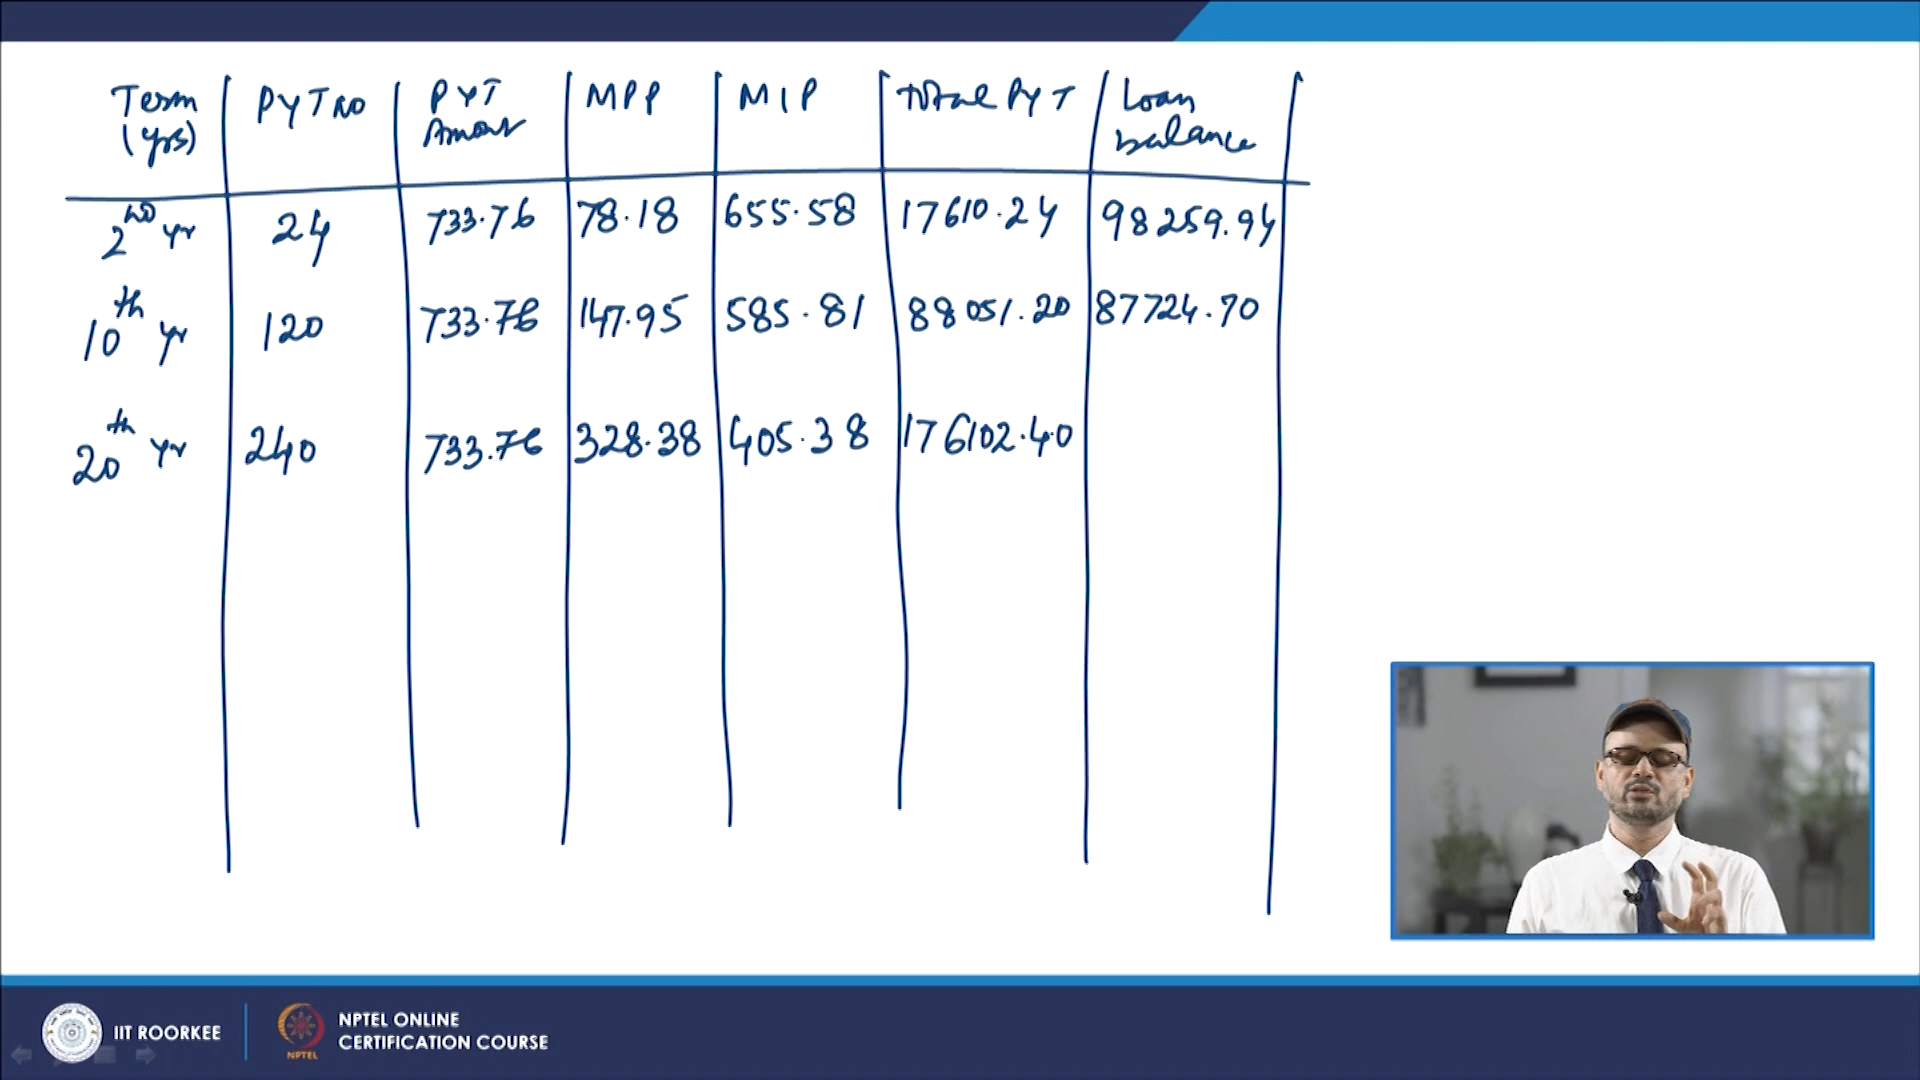 Term (yrs) | PYT NO | PYT Amount | MPP | MIP | total PYT | Loan balance
2nd yr | 24 | 733.76 | 78.18 | 655.58 | 17610.24 | 98259.94
10th yr | 120 | 733.76 | 147.95 | 585.81 | 88051.20 | 87724.70
20th yr | 240 | 733.76 | 328.38 | 405.38 | 176102.40
IIT ROORKEE
NPTEL
NPTEL ONLINE
CERTIFICATION COURSE